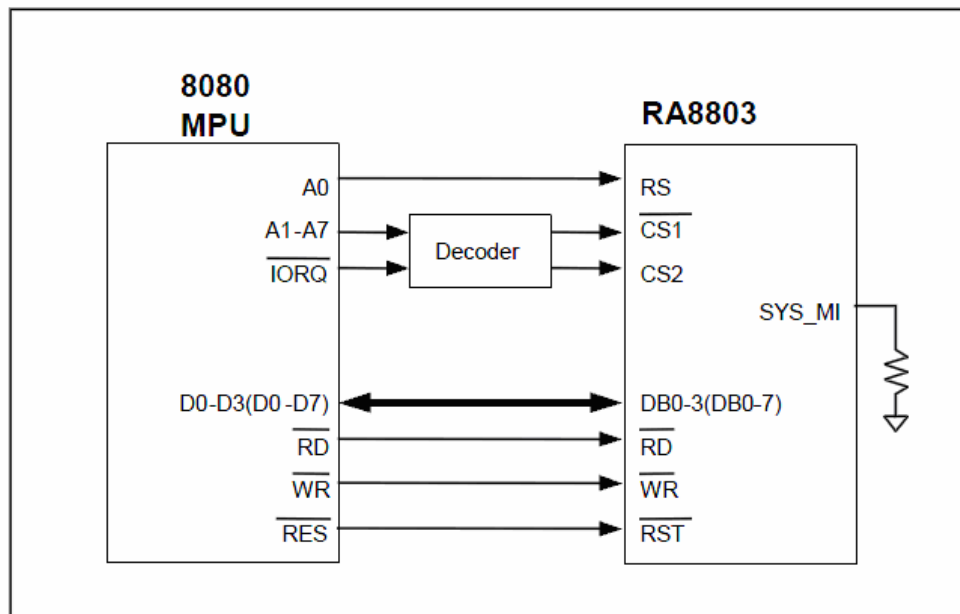 8080
MPU
RA8803
A0
RS
A1-A7
Decoder
CS1
IORQ
CS2
SYS_MI
D0-D3(D0-D7)
DB0-3(DB0-7)
RD
RD
WR
WR
RES
RST